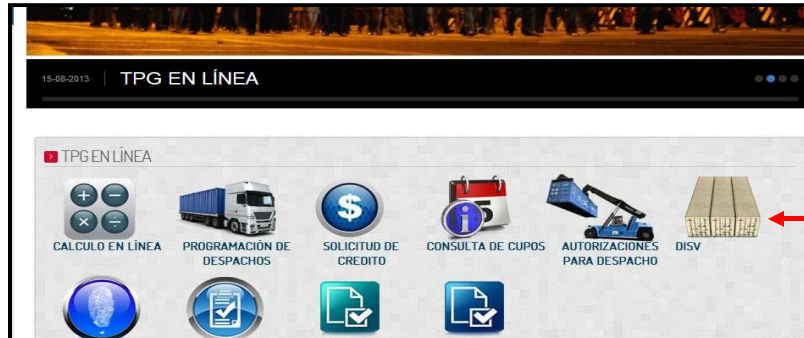 15-08-2013 | TPG EN LÍNEA
TPG EN LÍNEA
CALCULO EN LÍNEA
PROGRAMACIÓN DE
DESPACHOS
SOLICITUD DE
CREDITO
CONSULTA DE CUPOS
AUTORIZACIONES
PARA DESPACHO
DISV